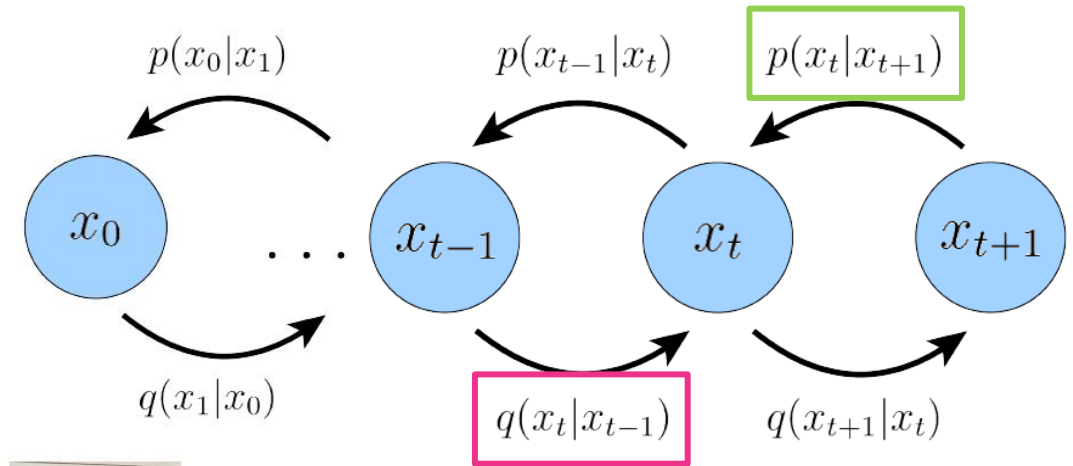 p(x_0|x_1) p(x_{t-1}|x_t) p(x_t|x_{t+1})
x_0 . . . x_{t-1} x_t x_{t+1}
q(x_1|x_0) q(x_t|x_{t-1}) q(x_{t+1}|x_t)